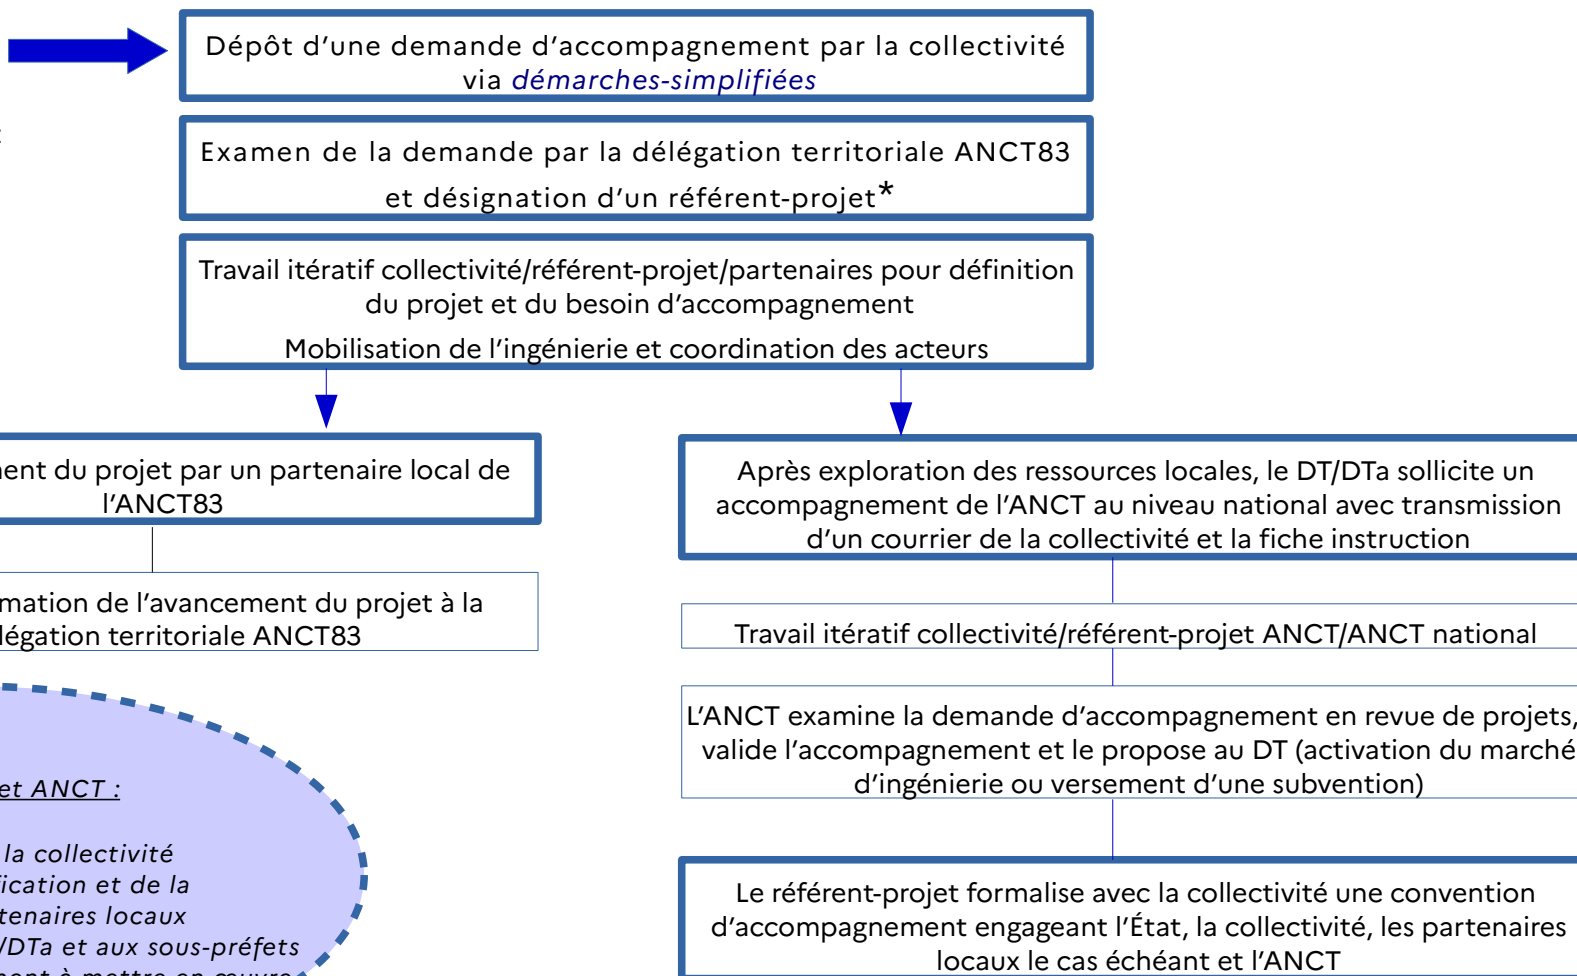 Dépôt d’une demande d’accompagnement par la collectivité
via démarches-simplifiées
:
Examen de la demande par la délégation territoriale ANCT83
et désignation d’un référent-projet*
Travail itératif collectivité/référent-projet/partenaires pour définition
du projet et du besoin d’accompagnement
Mobilisation de l’ingénierie et coordination des acteurs
du projet par un partenaire local de
l’ANCT83
de l’avancement du projet à la
territoriale ANCT83
Après exploration des ressources locales, le DT/DTa sollicite un
accompagnement de l’ANCT au niveau national avec transmission
d’un courrier de la collectivité et la fiche instruction
Travail itératif collectivité/référent-projet ANCT/ANCT national
L’ANCT examine la demande d’accompagnement en revue de projets,
valide l’accompagnement et le propose au DT (activation du marché
d’ingénierie ou versement d’une subvention)
Le référent-projet formalise avec la collectivité une convention
d’accompagnement engageant l’État, la collectivité, les partenaires
locaux le cas échéant et l’ANCT
ANCT :
la collectivité
et de la
locaux
/DTa et aux sous-préfets
à mettre en œuvre